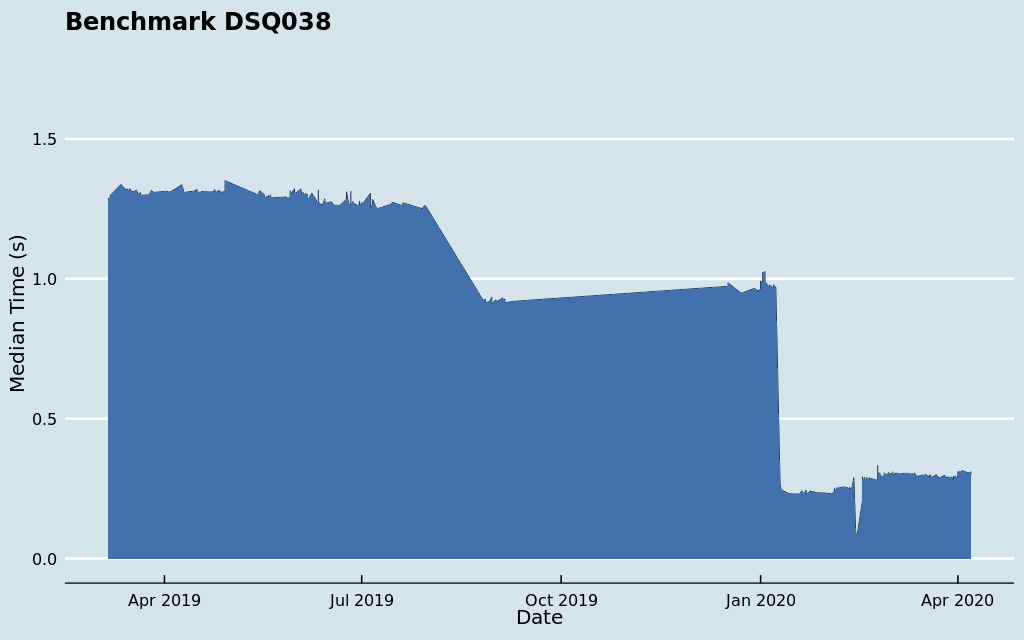 Benchmark DSQ038
Median Time (s)
1.5
1.0
0.5
0.0
Apr 2019
Jul 2019
Oct 2019
Jan 2020
Apr 2020
Date